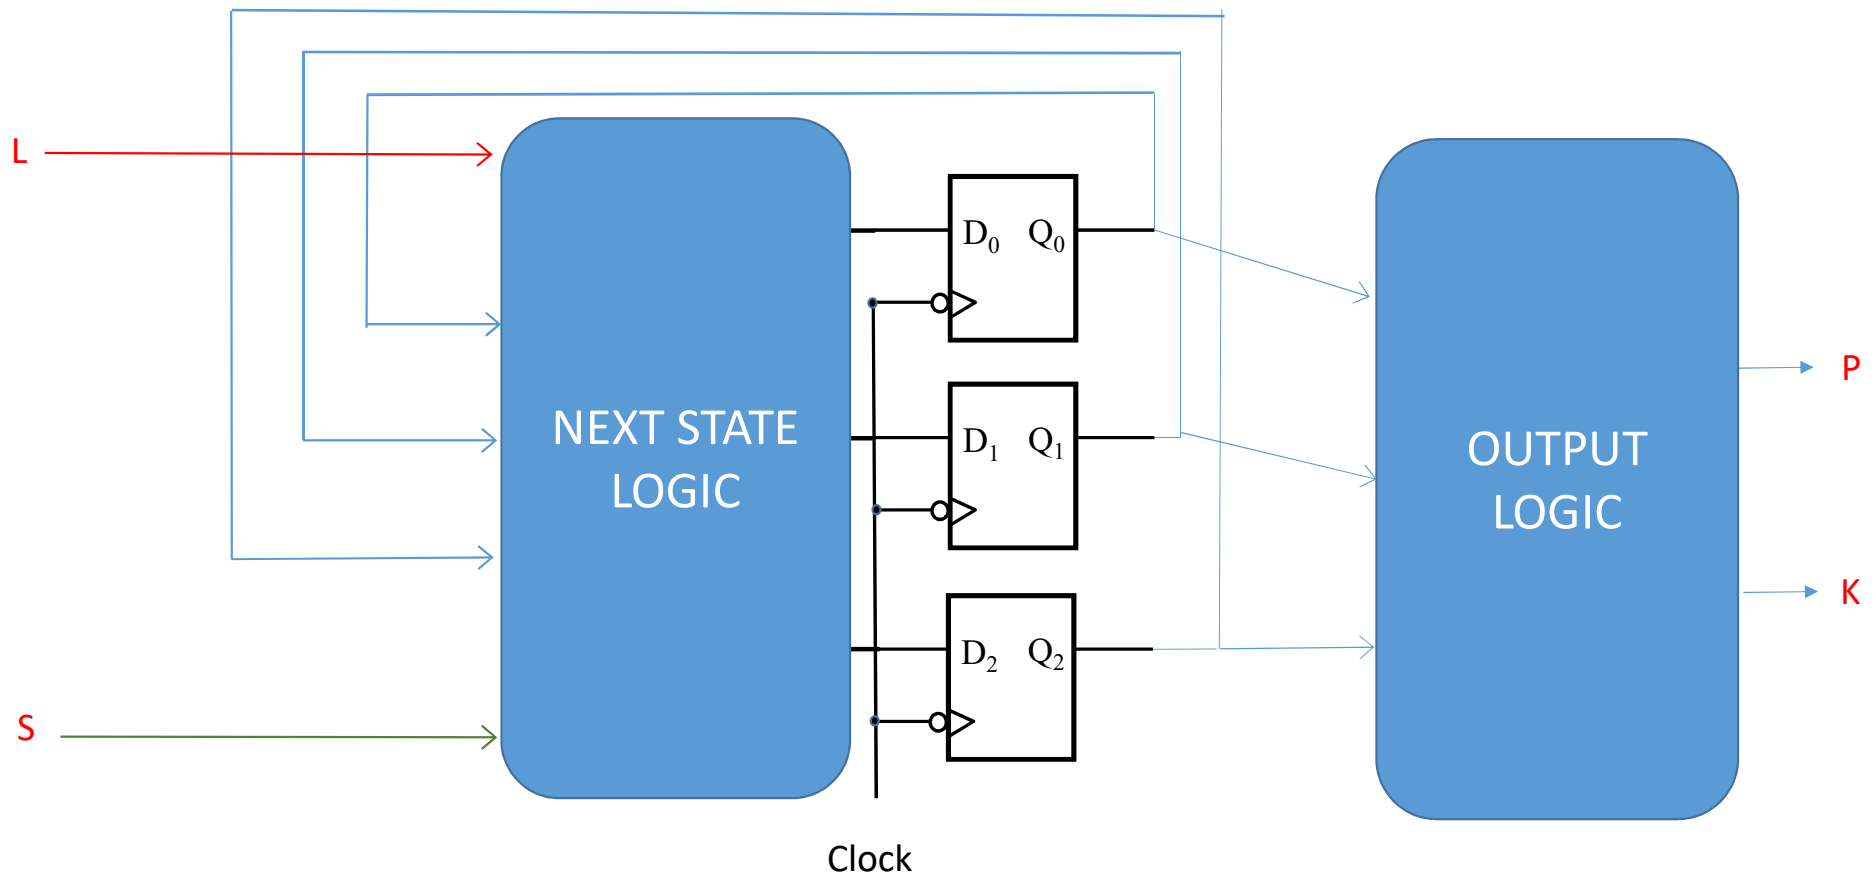 L
D₀ Q₀
P
NEXT STATE
LOGIC
D₁ Q₁
OUTPUT
LOGIC
K
D₂ Q₂
S
Clock